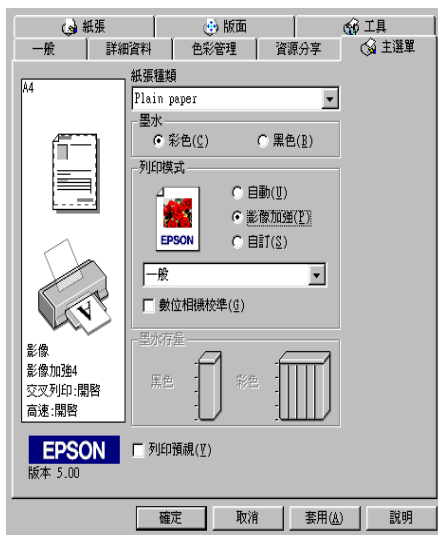 紙張 版面 工具
一般 詳細資料 色彩管理 資源分享 主選單
A4
紙張種類
Plain paper
墨水
彩色(C) 黑色(B)
列印模式
自動(U)
影像加強(P)
EPSON
自訂(S)
一般
數位相機校準(G)
墨水存量
黑色 彩色
影像
影像加強4
交叉列印:開啓
高速:開啓
EPSON
版本 5.00
列印預視(V)
確定 取消 套用(A) 說明